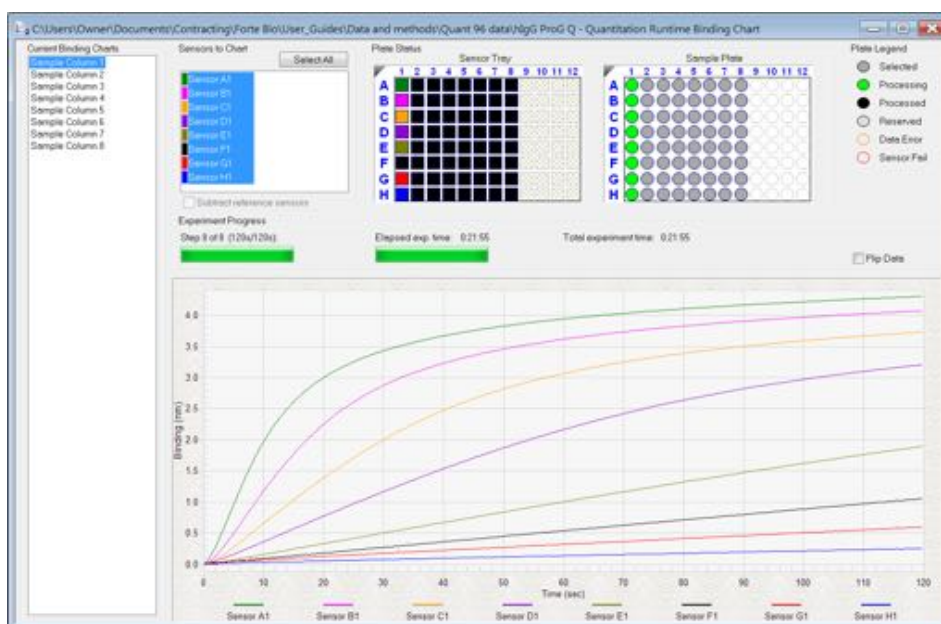 C:\Users\Owner\Documents\Contracting\Forte Bio\User_Guides\Data and methods\Quant 96 data\NIgG ProG Q - Quantitation Runtime Binding Chart
Current Binding Charts
Sample Column 1
Sample Column 2
Sample Column 3
Sample Column 4
Sample Column 5
Sample Column 6
Sample Column 7
Sample Column 8
Sensors to Chart
Select All
Sensor A1
Sensor B1
Sensor C1
Sensor D1
Sensor E1
Sensor F1
Sensor G1
Sensor H1
Subtract reference sensors
Plate Status
Sensor Tray
1 2 3 4 5 6 7 8 9 10 11 12
A
B
C
D
E
F
G
H
Sample Plate
1 2 3 4 5 6 7 8 9 10 11 12
A
B
C
D
E
F
G
H
Plate Legend
Selected
Processing
Processed
Reserved
Data Error
Sensor Fail
Experiment Progress
Step 8 of 8 (120s/120s)
Elapsed exp. time: 0:21:55
Total experiment time: 0:21:55
Flip Data
Binding (nm)
4.0
3.5
3.0
2.5
2.0
1.5
1.0
0.5
0.0
0 10 20 30 40 50 60 70 80 90 100 110 120
Time (sec)
Sensor A1 Sensor B1 Sensor C1 Sensor D1 Sensor E1 Sensor F1 Sensor G1 Sensor H1